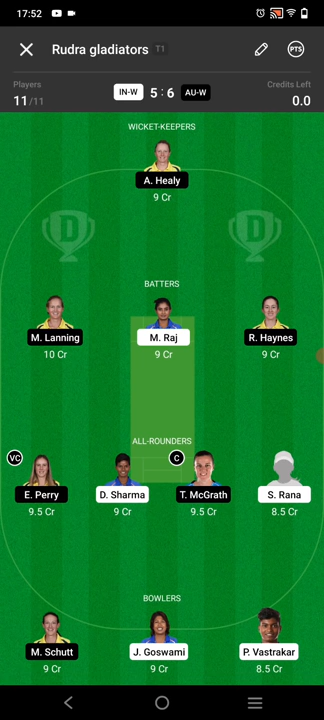 17:52
Rudra gladiators T1
PTS
Players
Credits Left
11/11
IN-W 5 : 6 AU-W
0.0
WICKET-KEEPERS
A. Healy
9 Cr
D D
BATTERS
M. Lanning M. Raj R. Haynes
10 Cr 9 Cr 9 Cr
ALL-ROUNDERS
VC C
E. Perry D. Sharma T. McGrath S. Rana
9.5 Cr 9 Cr 9.5 Cr 8.5 Cr
BOWLERS
M. Schutt J. Goswami P. Vastrakar
9 Cr 9 Cr 8.5 Cr